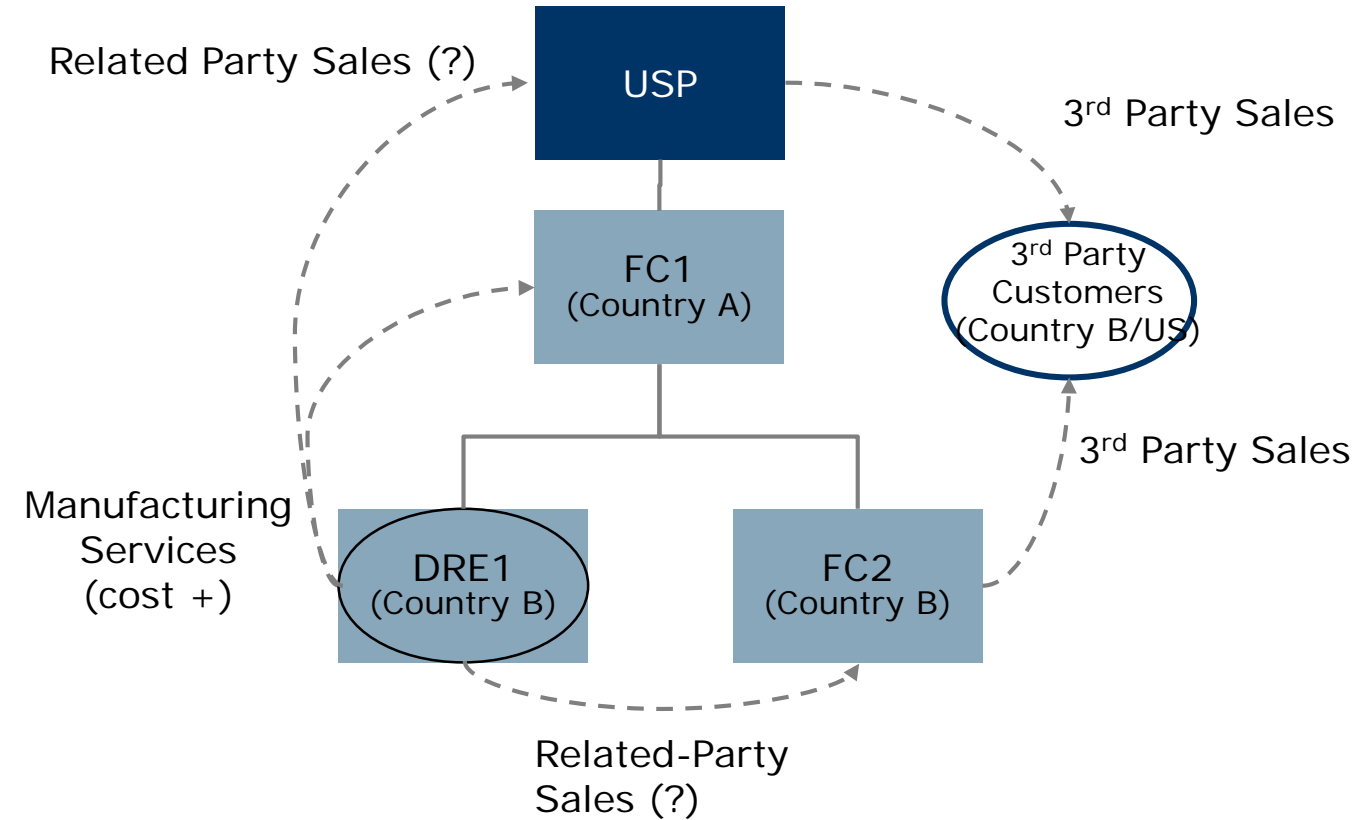 Related Party Sales (?)
USP
3rd Party Sales
FC1
(Country A)
3rd Party
Customers
(Country B/US)
3rd Party Sales
Manufacturing
Services
(cost +)
DRE1
(Country B)
FC2
(Country B)
Related-Party
Sales (?)